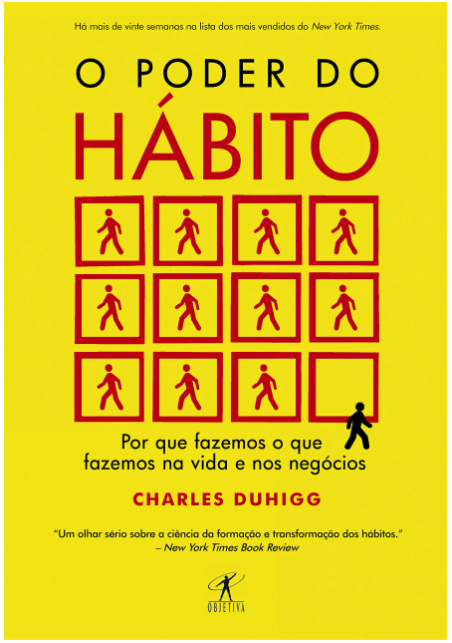 Há mais de vinte semanas na lista dos mais vendidos do New York Times.
O PODER DO
HÁBITO
Por que fazemos o que
fazemos na vida e nos negócios
CHARLES DUHIGG
“Um olhar sério sobre a ciência da formação e transformação dos hábitos.”
– New York Times Book Review
OBJETIVA